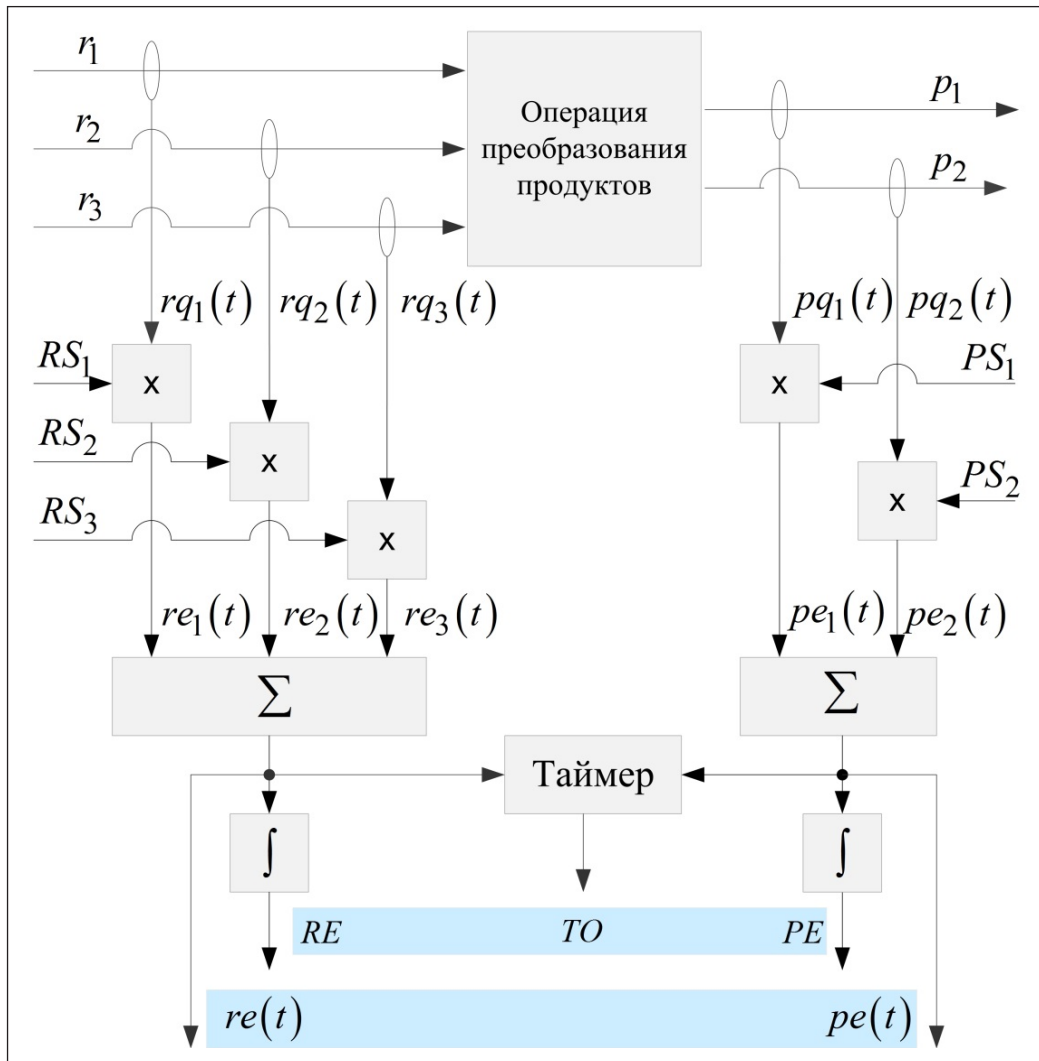 r₁
r₂
r₃
Операция
преобразования
продуктов
p₁
p₂
rq₁(t) rq₂(t) rq₃(t) pq₁(t) pq₂(t)
RS₁ x x PS₁
RS₂ x x PS₂
RS₃ x
re₁(t) re₂(t) re₃(t) pe₁(t) pe₂(t)
Σ Σ
Таймер
∫ ∫
RE TO PE
re(t) pe(t)